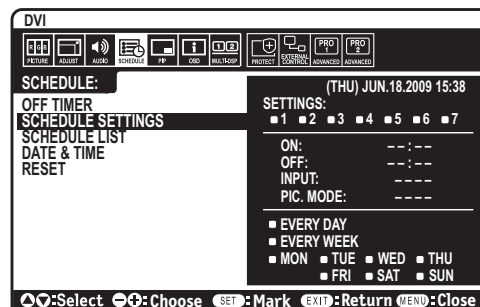 DVI
RGB
PICTURE ADJUST AUDIO SCHEDULE PIP OSD MULTI-DSP PROTECT EXTERNAL CONTROL PRO 1 ADVANCED PRO 2 ADVANCED
SCHEDULE:
OFF TIMER
SCHEDULE SETTINGS
SCHEDULE LIST
DATE & TIME
RESET
(THU) JUN.18.2009 15:38
SETTINGS:
1 2 3 4 5 6 7
ON: --:--
OFF: --:--
INPUT: ----
PIC. MODE: ----
EVERY DAY
EVERY WEEK
MON TUE WED THU
FRI SAT SUN
:Select :Choose SET:Mark EXIT:Return MENU:Close